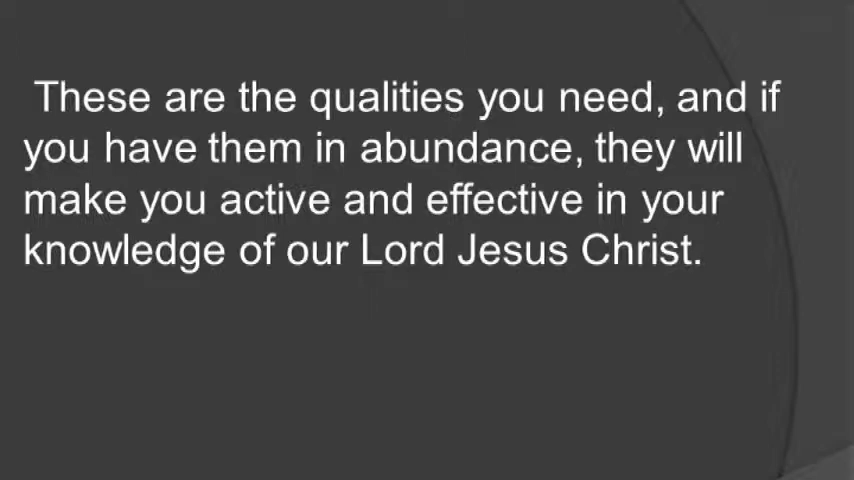 These are the qualities you need, and if
you have them in abundance, they will
make you active and effective in your
knowledge of our Lord Jesus Christ.